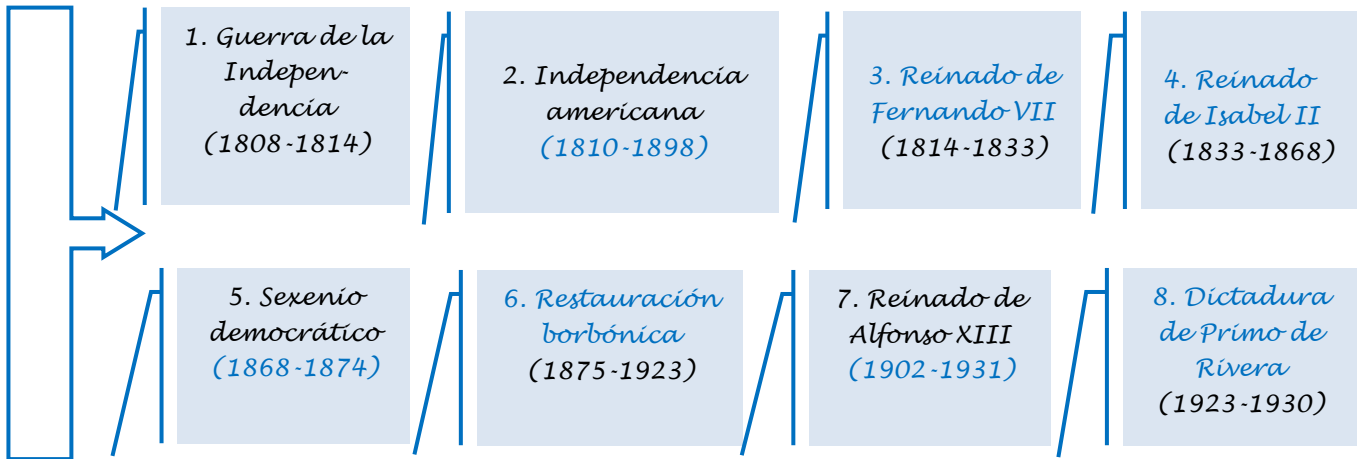 1. Guerra de la
Indepen-
dencia
(1808-1814)
2. Independencia
americana
(1810-1898)
3. Reinado de
Fernando VII
(1814-1833)
4. Reinado
de Isabel II
(1833-1868)
5. Sexenio
democrático
(1868-1874)
6. Restauración
borbónica
(1875-1923)
7. Reinado de
Alfonso XIII
(1902-1931)
8. Dictadura
de Primo de
Rivera
(1923-1930)